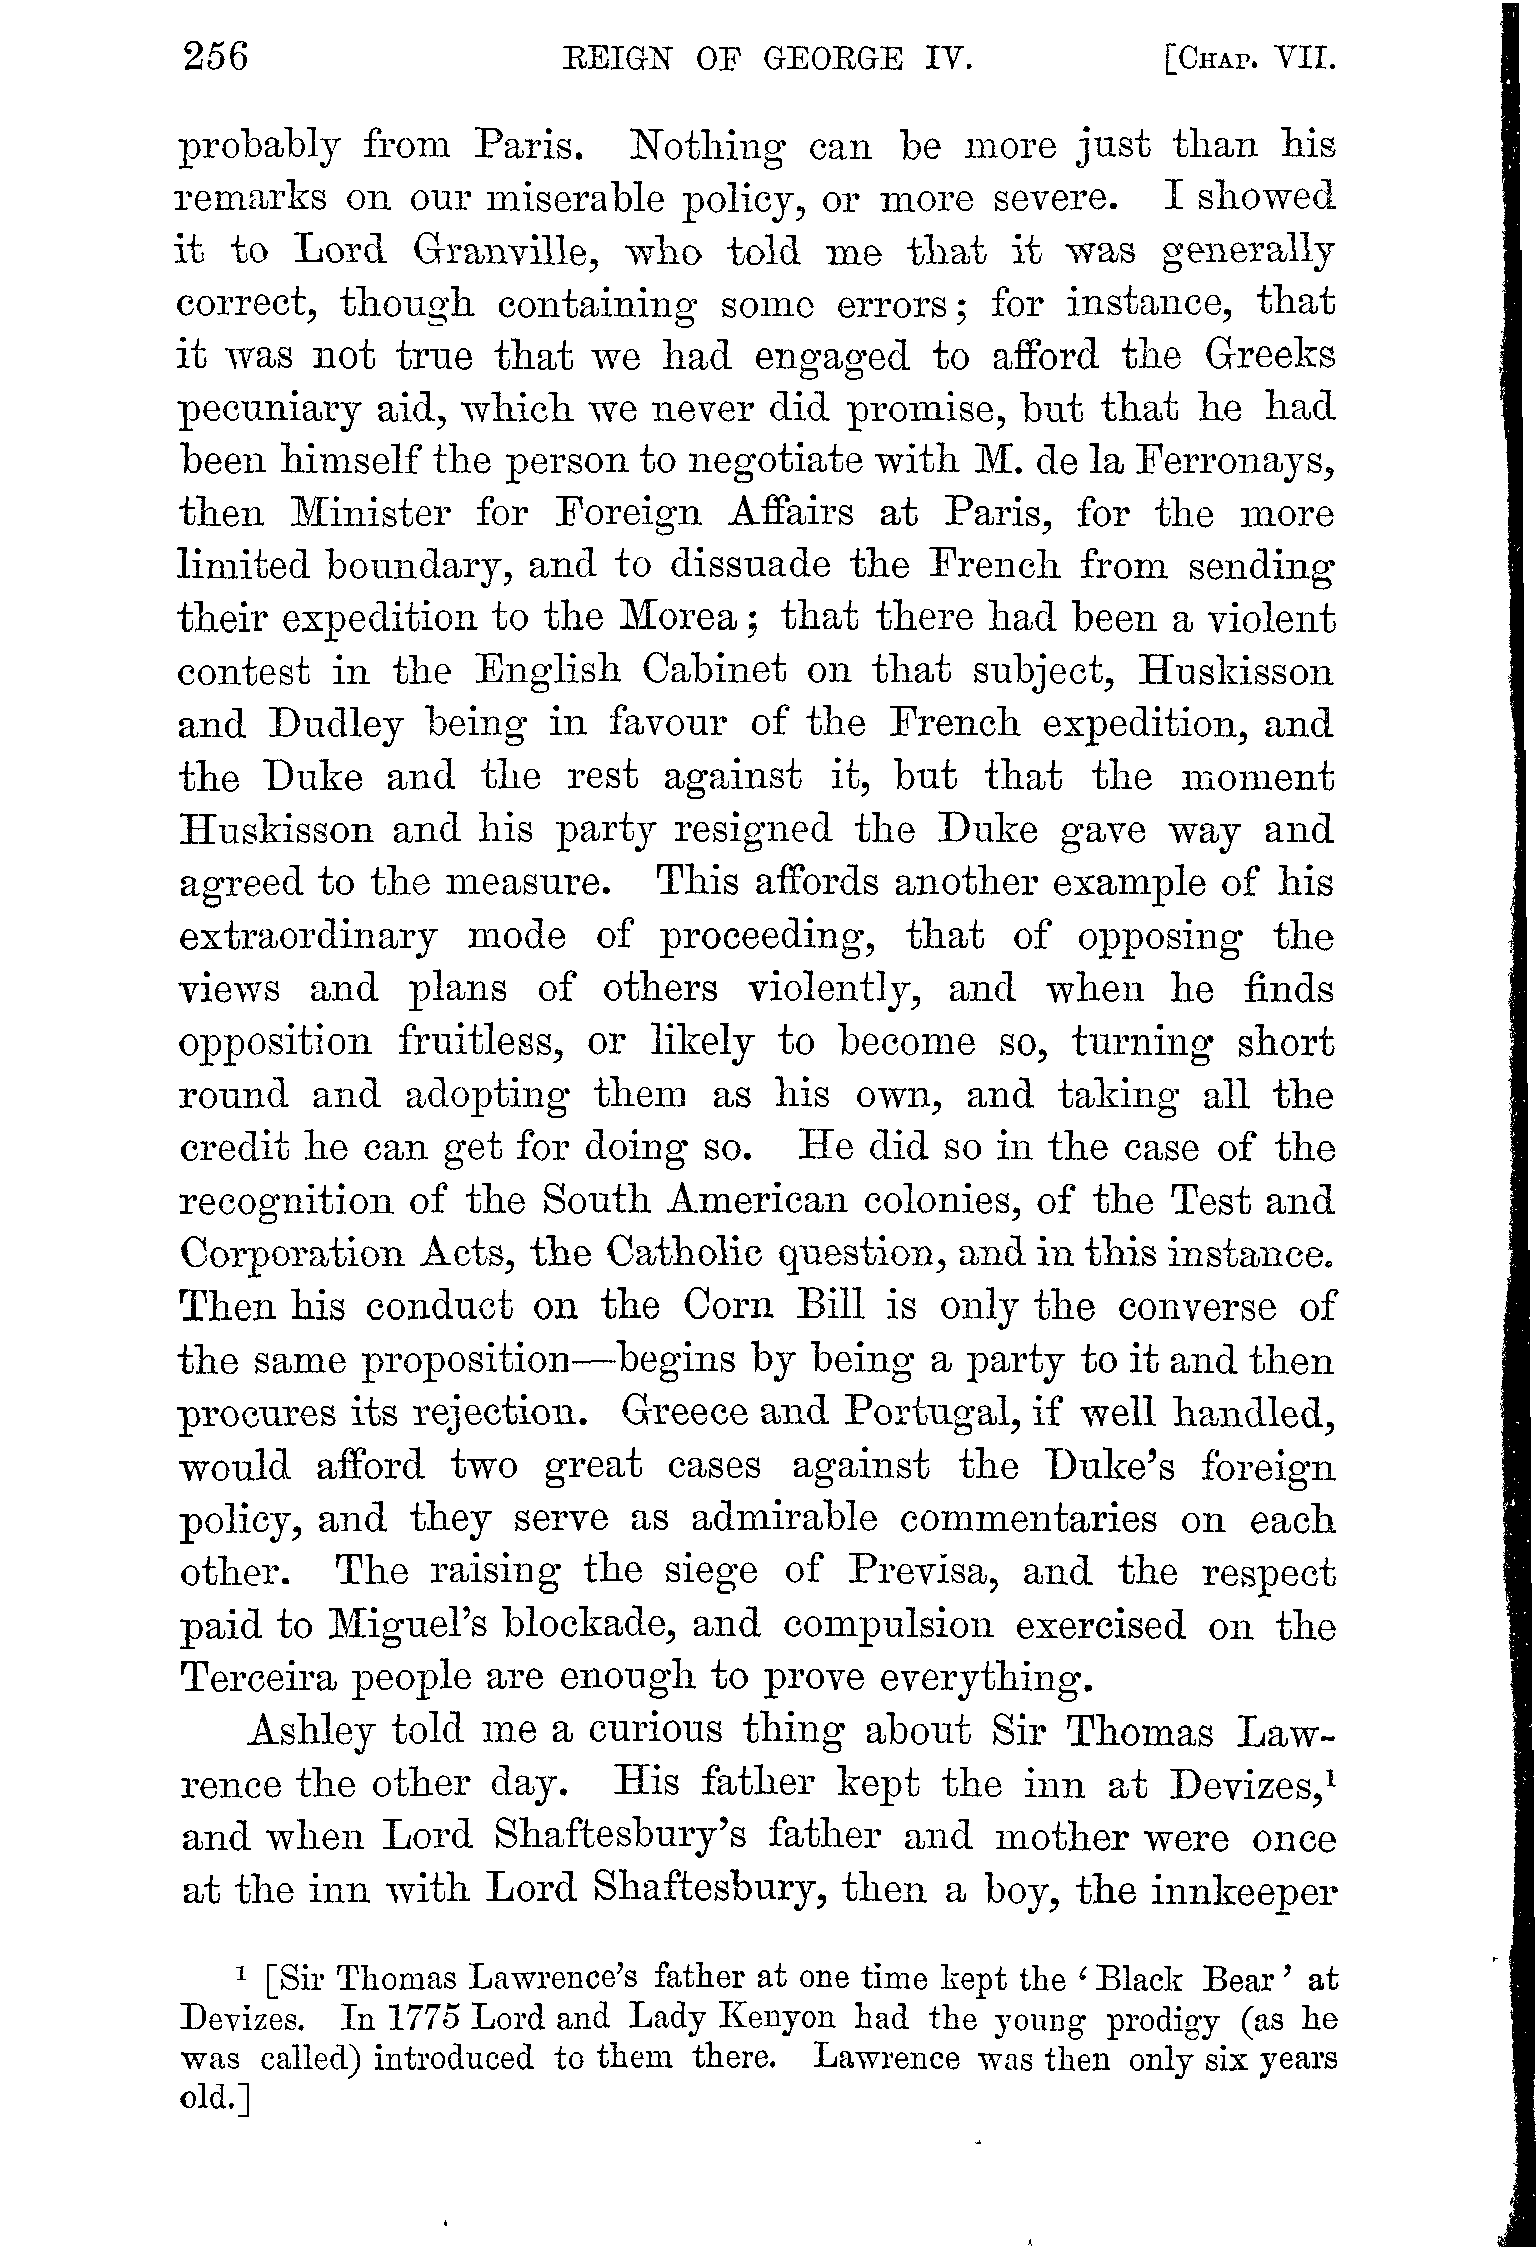 256 REIGN OF GEORGE IV. [CHAP. VII.
probably from Paris. Nothing can be more just than his
remarks on our miserable policy, or more severe. I showed
it to Lord Granville, who told me that it was generally
correct, though containing some errors; for instance, that
it was not true that we had engaged to afford the Greeks
pecuniary aid, which we never did promise, but that he had
been himself the person to negotiate with M. de la Ferronays,
then Minister for Foreign Affairs at Paris, for the more
limited boundary, and to dissuade the French from sending
their expedition to the Morea; that there had been a violent
contest in the English Cabinet on that subject, Huskisson
and Dudley being in favour of the French expedition, and
the Duke and the rest against it, but that the moment
Huskisson and his party resigned the Duke gave way and
agreed to the measure. This affords another example of his
extraordinary mode of proceeding, that of opposing the
views and plans of others violently, and when he finds
opposition fruitless, or likely to become so, turning short
round and adopting them as his own, and taking all the
credit he can get for doing so. He did so in the case of the
recognition of the South American colonies, of the Test and
Corporation Acts, the Catholic question, and in this instance.
Then his conduct on the Corn Bill is only the converse of
the same proposition—begins by being a party to it and then
procures its rejection. Greece and Portugal, if well handled,
would afford two great cases against the Duke's foreign
policy, and they serve as admirable commentaries on each
other. The raising the siege of Previsa, and the respect
paid to Miguel's blockade, and compulsion exercised on the
Terceira people are enough to prove everything.
Ashley told me a curious thing about Sir Thomas Law-
rence the other day. His father kept the inn at Devizes,¹
and when Lord Shaftesbury's father and mother were once
at the inn with Lord Shaftesbury, then a boy, the innkeeper
¹ [Sir Thomas Lawrence's father at one time kept the ‘Black Bear’ at
Devizes. In 1775 Lord and Lady Kenyon had the young prodigy (as he
was called) introduced to them there. Lawrence was then only six years
old.]